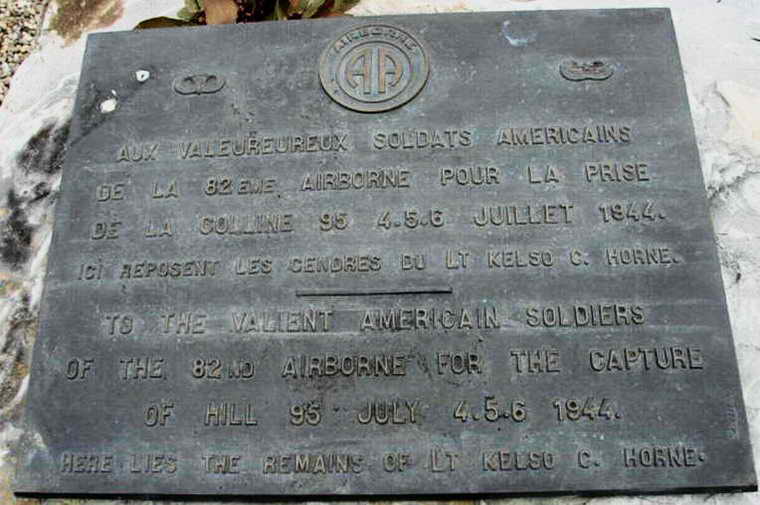 AIRBORNE
AA
AUX VALEUREUREUX SOLDATS AMERICAINS
DE LA 82EME. AIRBORNE POUR LA PRISE
DE LA COLLINE 95 4.5.6 JUILLET 1944.
ICI REPOSENT LES CENDRES DU LT KELSO C. HORNE.
TO THE VALIENT AMERICAIN SOLDIERS
OF THE 82ND AIRBORNE FOR THE CAPTURE
OF HILL 95 JULY 4.5.6 1944.
HERE LIES THE REMAINS OF LT KELSO C. HORNE.